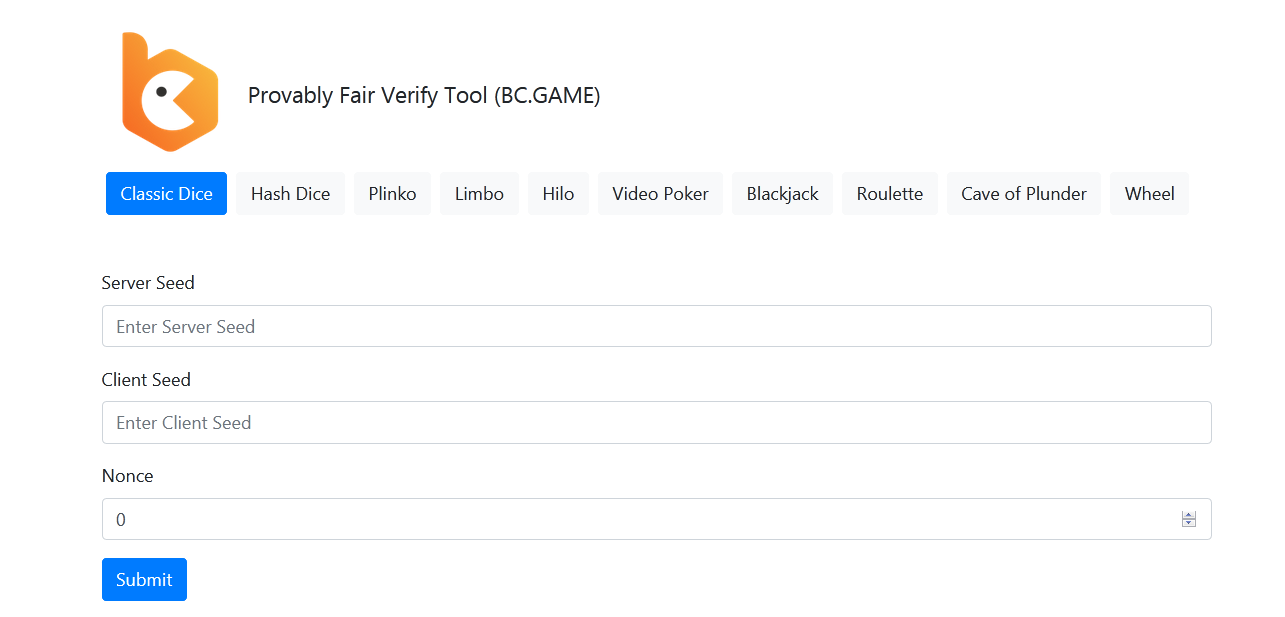 Provably Fair Verify Tool (BC.GAME)
Classic Dice Hash Dice Plinko Limbo Hilo Video Poker Blackjack Roulette Cave of Plunder Wheel
Server Seed
Enter Server Seed
Client Seed
Enter Client Seed
Nonce
0
Submit